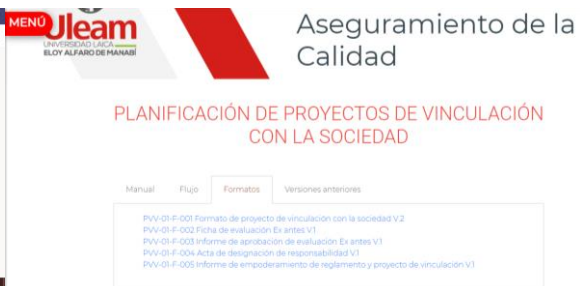 MENÚ
Uleam
UNIVERSIDAD LAICA
ELOY ALFARO DE MANABÍ
Aseguramiento de la
Calidad
PLANIFICACIÓN DE PROYECTOS DE VINCULACIÓN
CON LA SOCIEDAD
Manual Flujo Formatos Versiones anteriores
PVV-01-F-001 Formato de proyecto de vinculación con la sociedad V.2
PVV-01-F-002 Ficha de evaluación Ex antes V.1
PVV-01-F-003 Informe de aprobación de evaluación Ex antes V.1
PVV-01-F-004 Acta de designación de responsabilidad V.1
PVV-01-F-005 Informe de empoderamiento de reglamento y proyecto de vinculación V.1